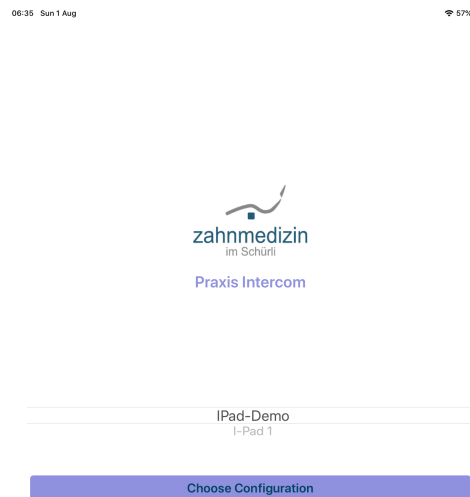 06:35 Sun 1 Aug 57%
zahnmedizin
im Schürli
Praxis Intercom
IPad-Demo
I-Pad 1
Choose Configuration